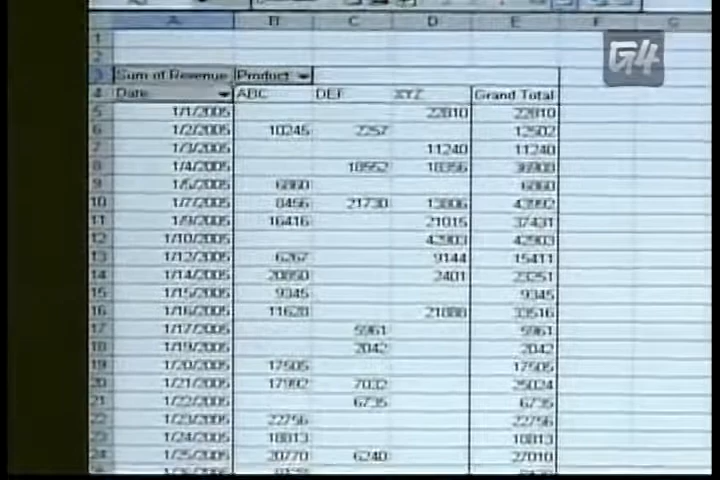 A B C D E F G
1
2
3 Sum of Revenue Product
4 Date ABC DEF XYZ Grand Total
5 1/1/2005 22810 22810
6 1/2/2005 10245 2257 12502
7 1/3/2005 11240 11240
8 1/4/2005 18552 18356 36908
9 1/5/2005 6860 6860
10 1/7/2005 8456 21730 13806 43992
11 1/9/2005 16416 21015 37431
12 1/10/2005 42903 42903
13 1/12/2005 6267 9144 15411
14 1/14/2005 20850 2401 23251
15 1/15/2005 9345 9345
16 1/16/2005 11628 21888 33516
17 1/17/2005 5961 5961
18 1/19/2005 2042 2042
19 1/20/2005 17505 17505
20 1/21/2005 17992 7032 25024
21 1/22/2005 6735 6735
22 1/23/2005 22756 22756
23 1/24/2005 18813 18813
24 1/25/2005 20770 6240 27010
G4